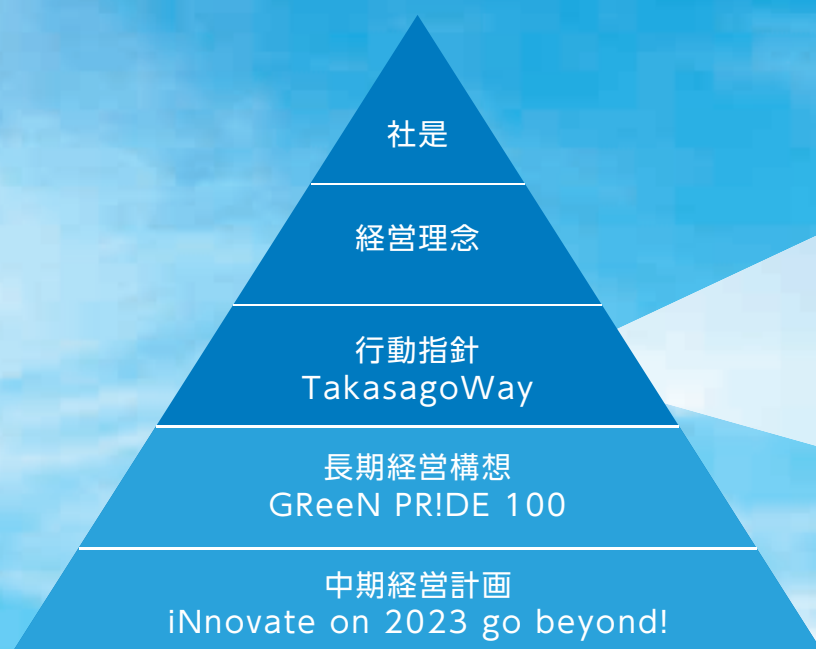 社是
経営理念
行動指針
TakasagoWay
長期経営構想
GReeN PR!DE 100
中期経営計画
iNnovate on 2023 go beyond!